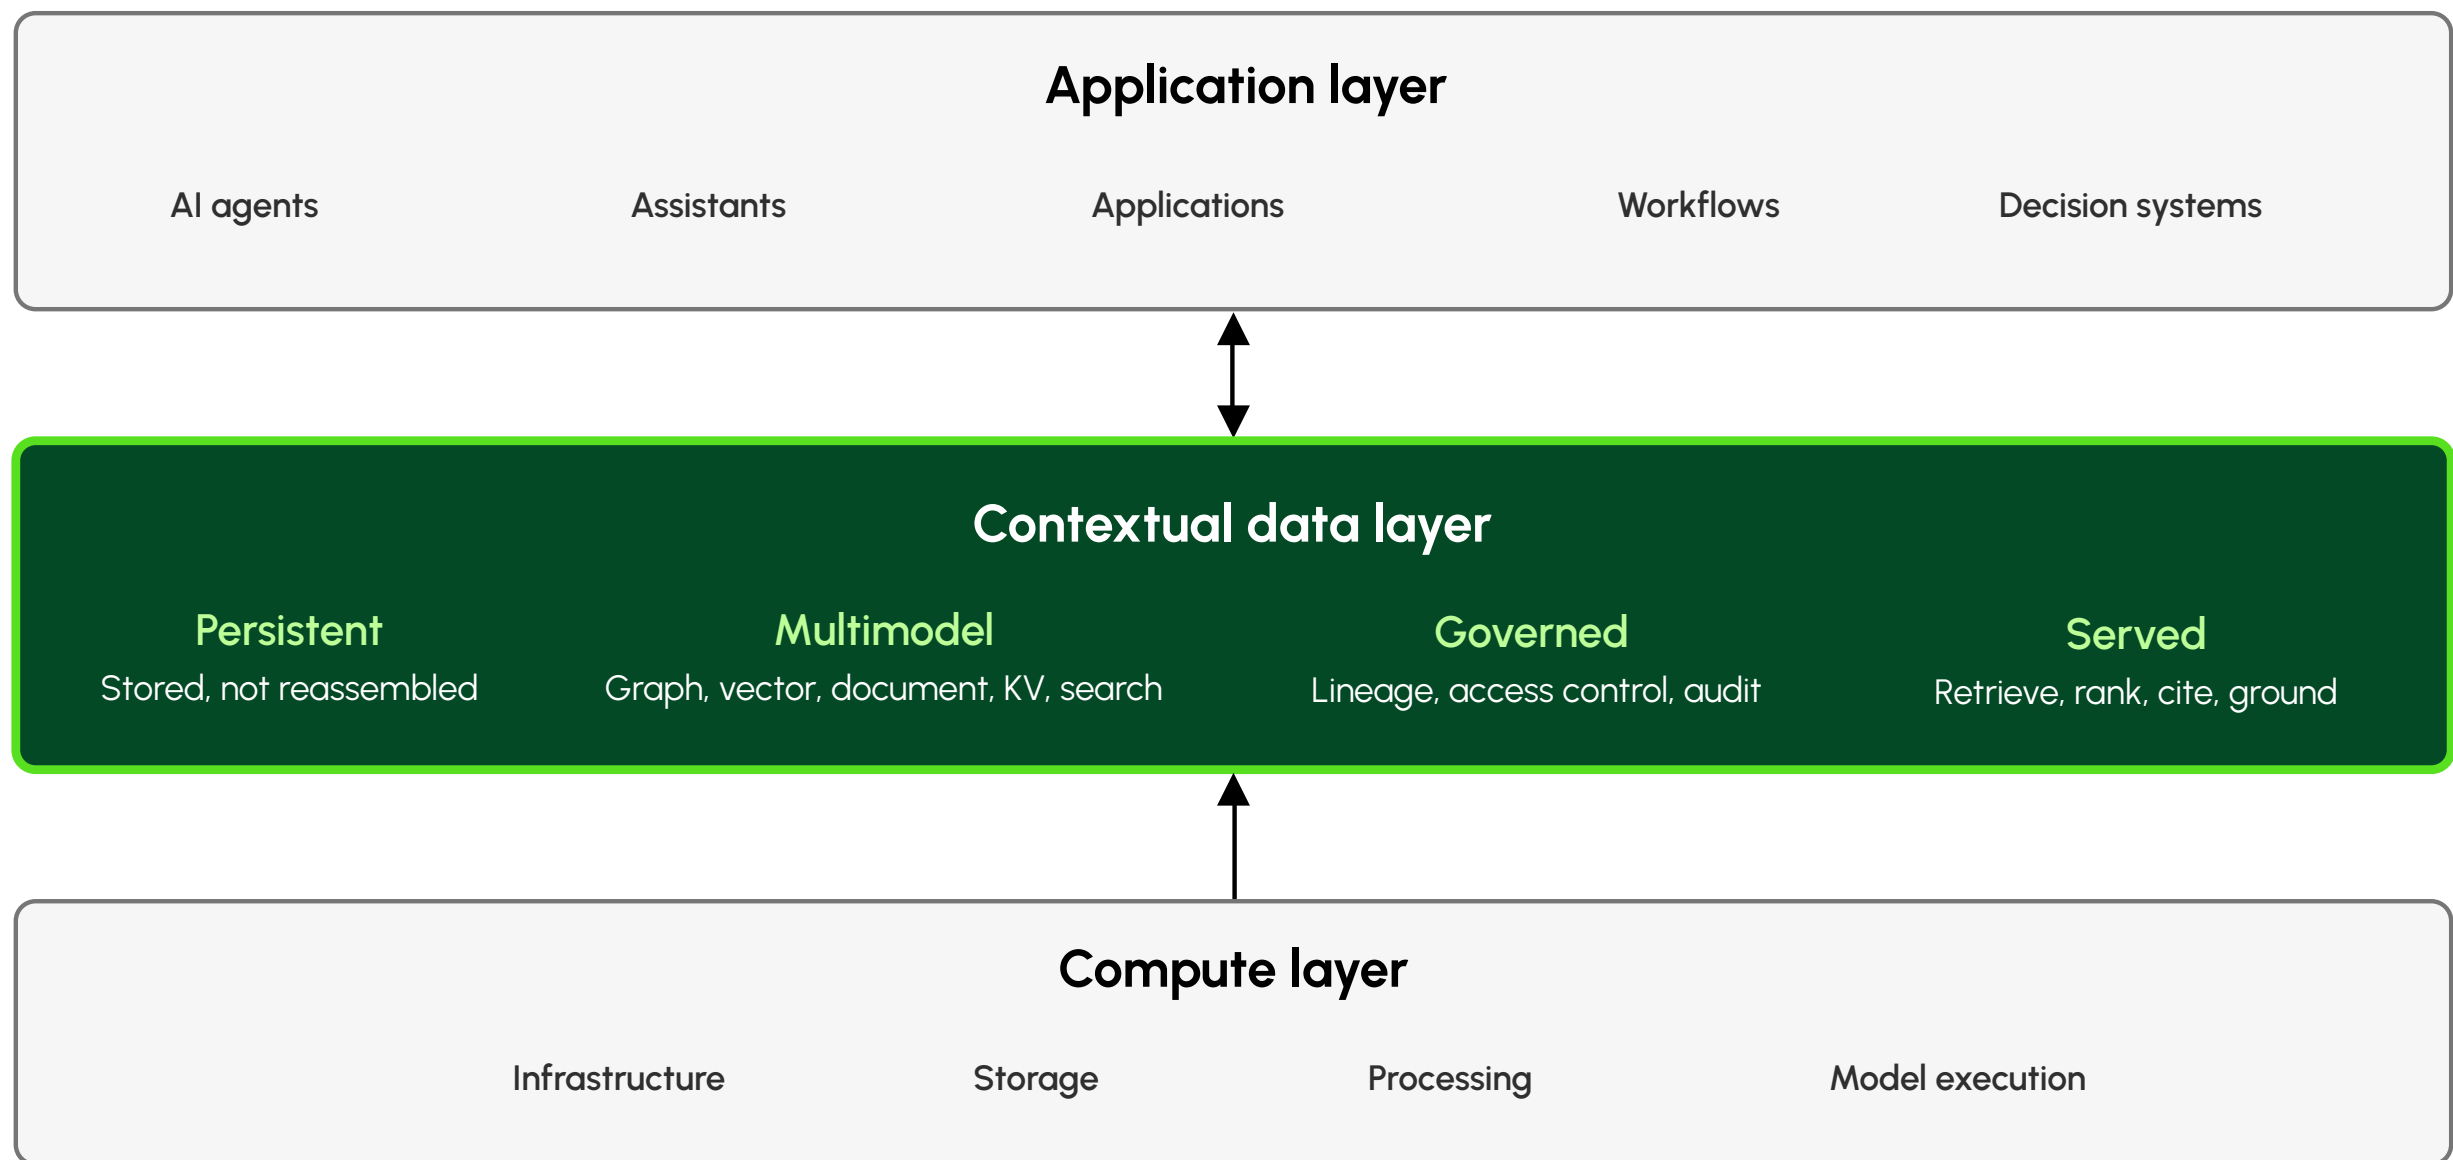 Application layer
AI agents Assistants Applications Workflows Decision systems
Contextual data layer
Persistent Multimodel Governed Served
Stored, not reassembled Graph, vector, document, KV, search Lineage, access control, audit Retrieve, rank, cite, ground
Compute layer
Infrastructure Storage Processing Model execution